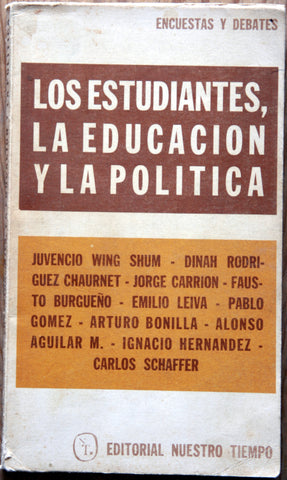 ENCUESTAS Y DEBATES
LOS ESTUDIANTES,
LA EDUCACION
Y LA POLITICA
JUVENCIO WING SHUM - DINAH RODRI-
GUEZ CHAURNET - JORGE CARRION - FAUS-
TO BURGUEÑO - EMILIO LEIVA - PABLO
GOMEZ - ARTURO BONILLA - ALONSO
AGUILAR M. - IGNACIO HERNANDEZ -
CARLOS SCHAFFER
EDITORIAL NUESTRO TIEMPO